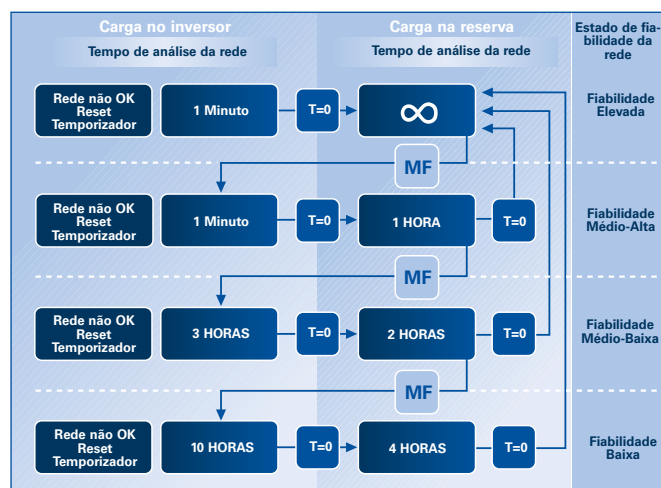 Carga no inversor
Carga na reserva
Estado de fia-
bilidade da
rede
Tempo de análise da rede
Tempo de análise da rede
Rede não OK
Reset
Temporizador
1 Minuto
T=0
∞
Fiabilidade
Elevada
MF
Rede não OK
Reset
Temporizador
1 Minuto
T=0
1 HORA
T=0
Fiabilidade
Médio-Alta
MF
Rede não OK
Reset
Temporizador
3 HORAS
T=0
2 HORAS
T=0
Fiabilidade
Médio-Baixa
MF
Rede não OK
Reset
Temporizador
10 HORAS
T=0
4 HORAS
T=0
Fiabilidade
Baixa